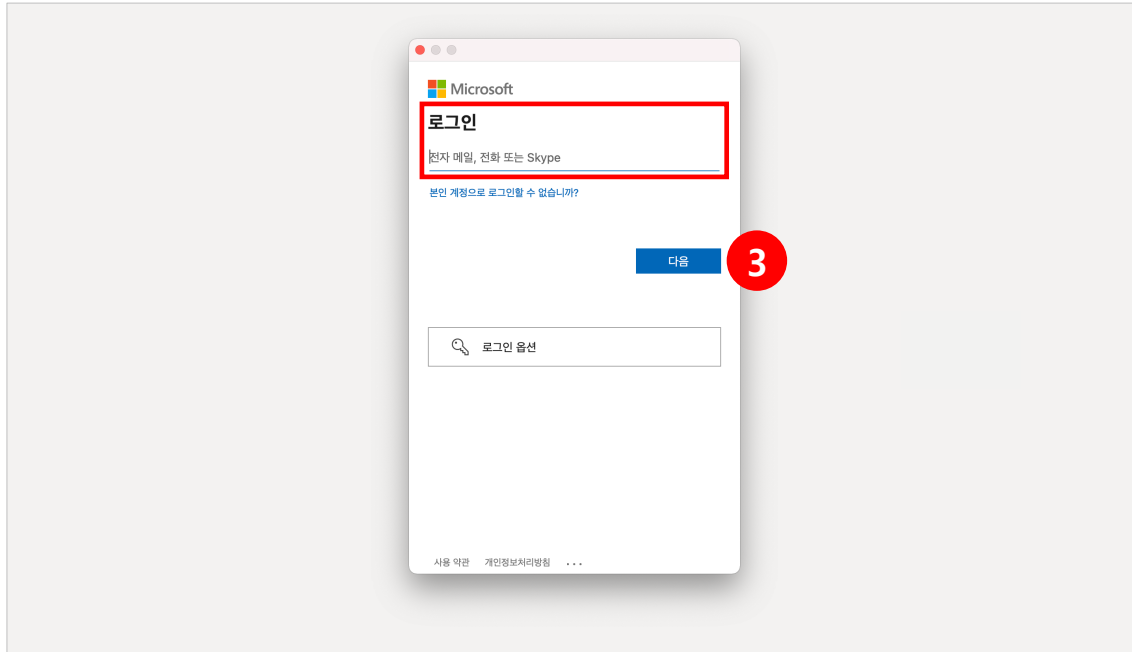 Microsoft
로그인
전자 메일, 전화 또는 Skype
본인 계정으로 로그인할 수 없습니까?
다음
3
로그인 옵션
사용 약관 개인정보처리방침 ...